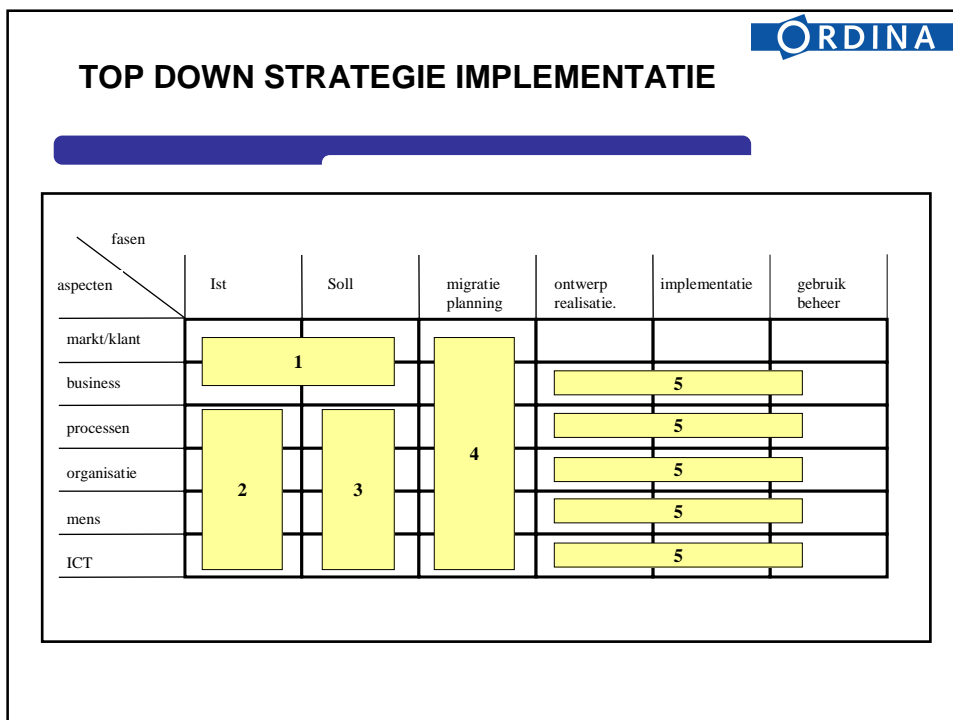 ORDINA
TOP DOWN STRATEGIE IMPLEMENTATIE
fasen
aspecten
Ist
Soll
migratie
planning
ontwerp
realisatie.
implementatie
gebruik
beheer
markt/klant
1
business
5
processen
5
organisatie
2
3
4
5
mens
5
ICT
5